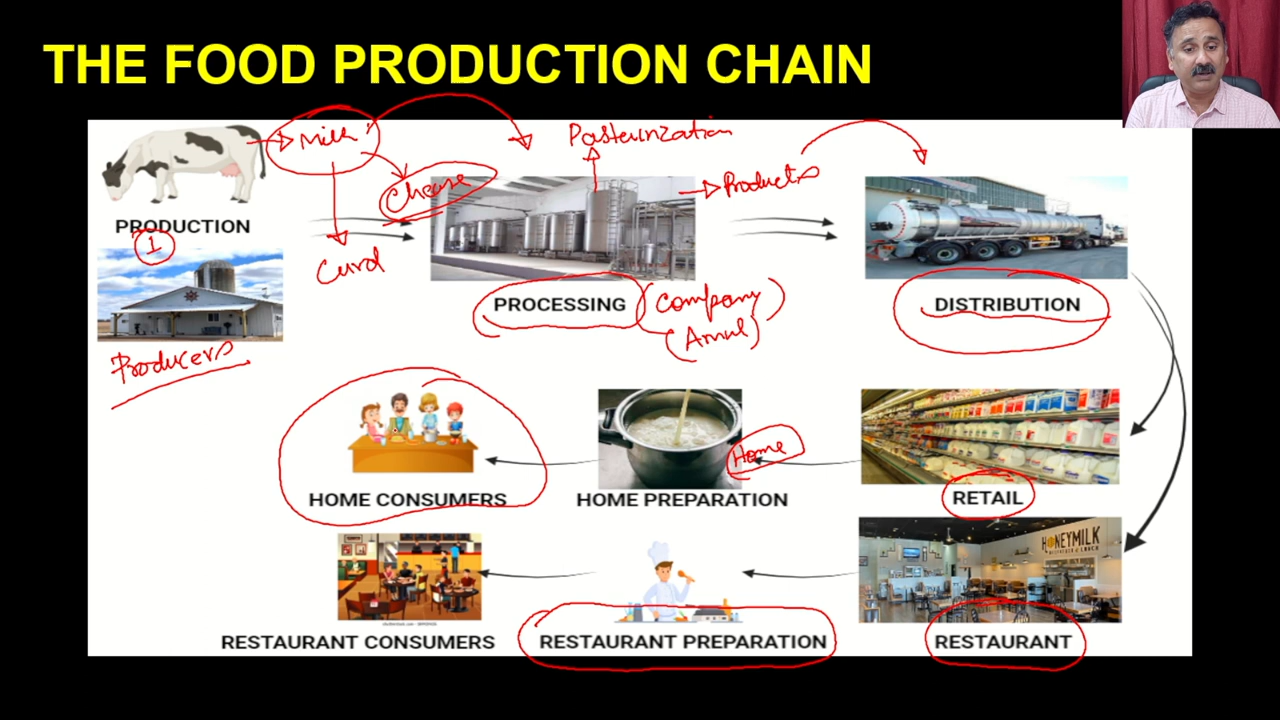 THE FOOD PRODUCTION CHAIN
Milk
Pasteurization
Cheese
Products
PRODUCTION
1
Curd
PROCESSING
(Company)
(Amul)
DISTRIBUTION
Producers
Home
HOME CONSUMERS
HOME PREPARATION
RETAIL
HONEYMILK
RESTAURANT CONSUMERS
RESTAURANT PREPARATION
RESTAURANT